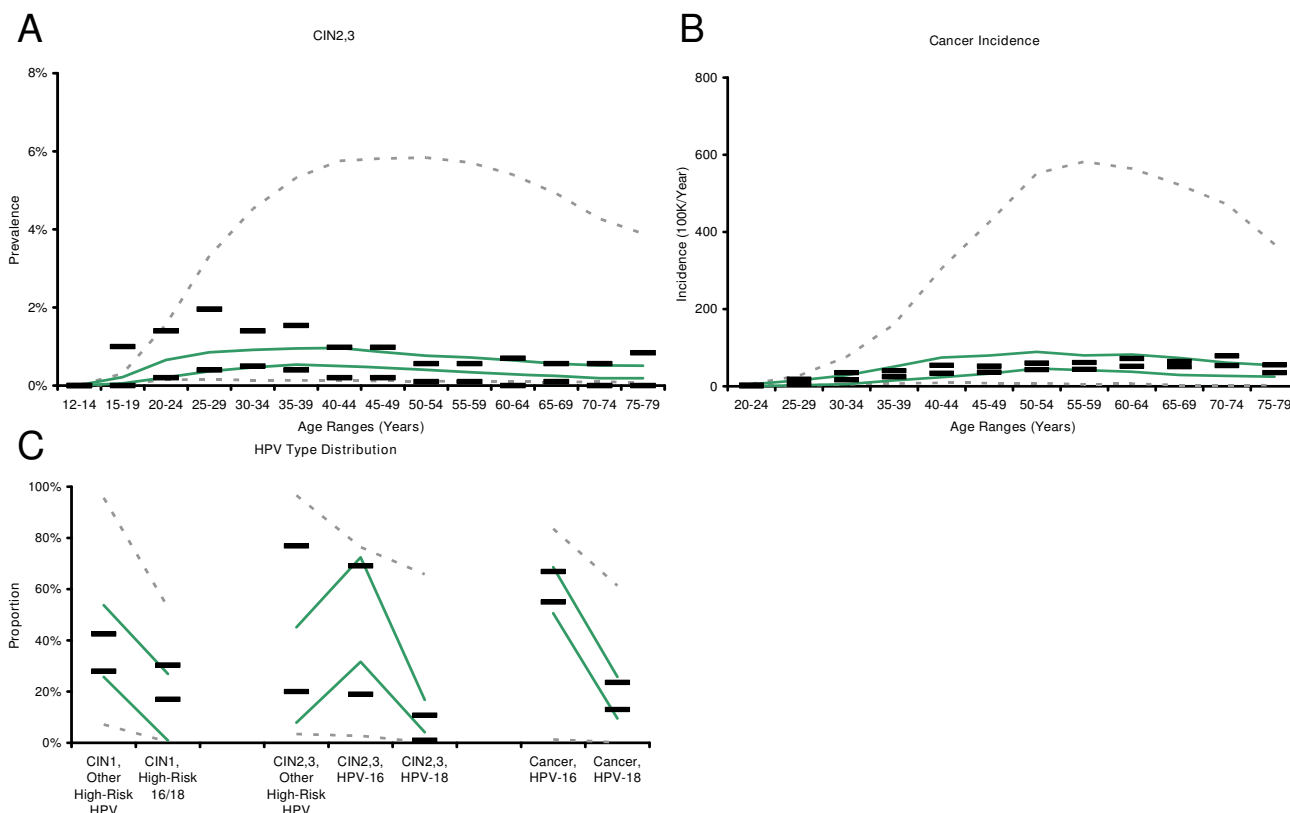 A
CIN2,3
8%
6%
4%
2%
0%
Prevalence
12-14 15-19 20-24 25-29 30-34 35-39 40-44 45-49 50-54 55-59 60-64 65-69 70-74 75-79
Age Ranges (Years)
B
Cancer Incidence
800
600
400
200
0
Incidence (100K/Year)
20-24 25-29 30-34 35-39 40-44 45-49 50-54 55-59 60-64 65-69 70-74 75-79
Age Ranges (Years)
C
HPV Type Distribution
100%
80%
60%
40%
20%
0%
Proportion
CIN1,
Other
High-Risk
HPV
CIN1,
High-Risk
16/18
CIN2,3,
Other
High-Risk
HPV
CIN2,3,
HPV-16
CIN2,3,
HPV-18
Cancer,
HPV-16
Cancer,
HPV-18